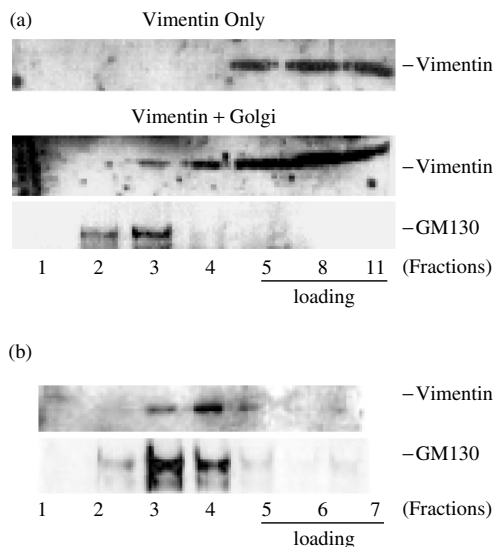 (a)
Vimentin Only
–Vimentin
Vimentin + Golgi
–Vimentin
–GM130
1 2 3 4 5 8 11 (Fractions)
loading
(b)
–Vimentin
–GM130
1 2 3 4 5 6 7 (Fractions)
loading